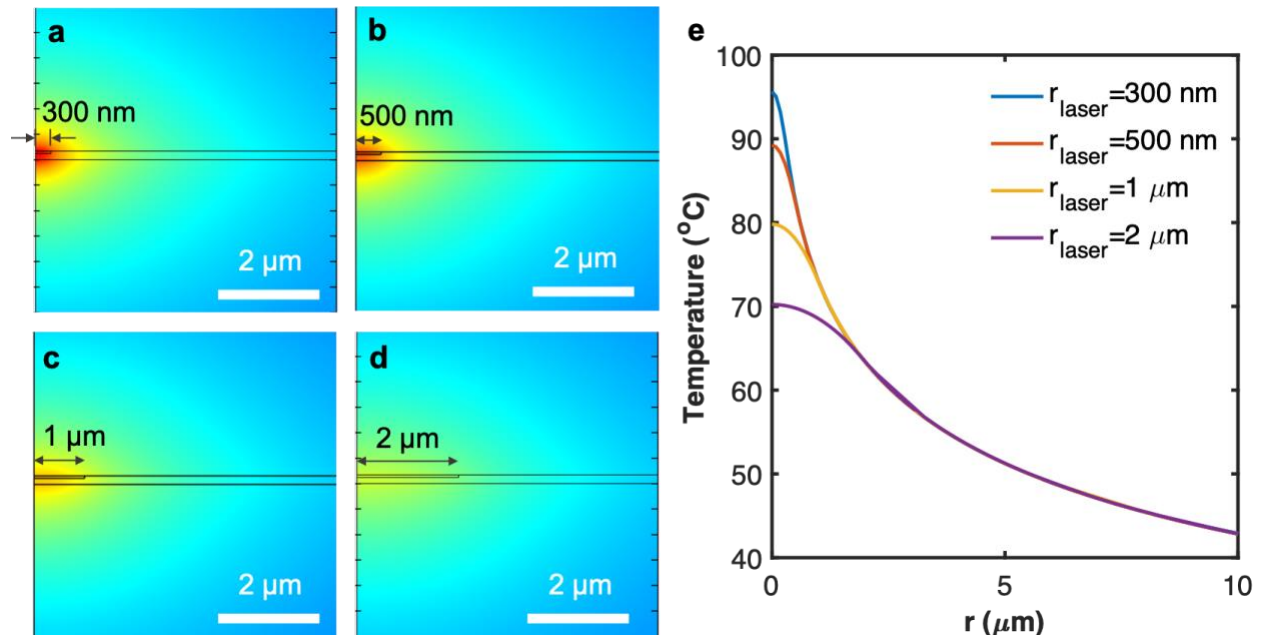 a
300 nm
2 µm
b
500 nm
2 µm
c
1 µm
2 µm
d
2 µm
2 µm
e
100
90
80
70
60
50
40
Temperature (°C)
r_laser=300 nm
r_laser=500 nm
r_laser=1 µm
r_laser=2 µm
0
5
10
r (µm)